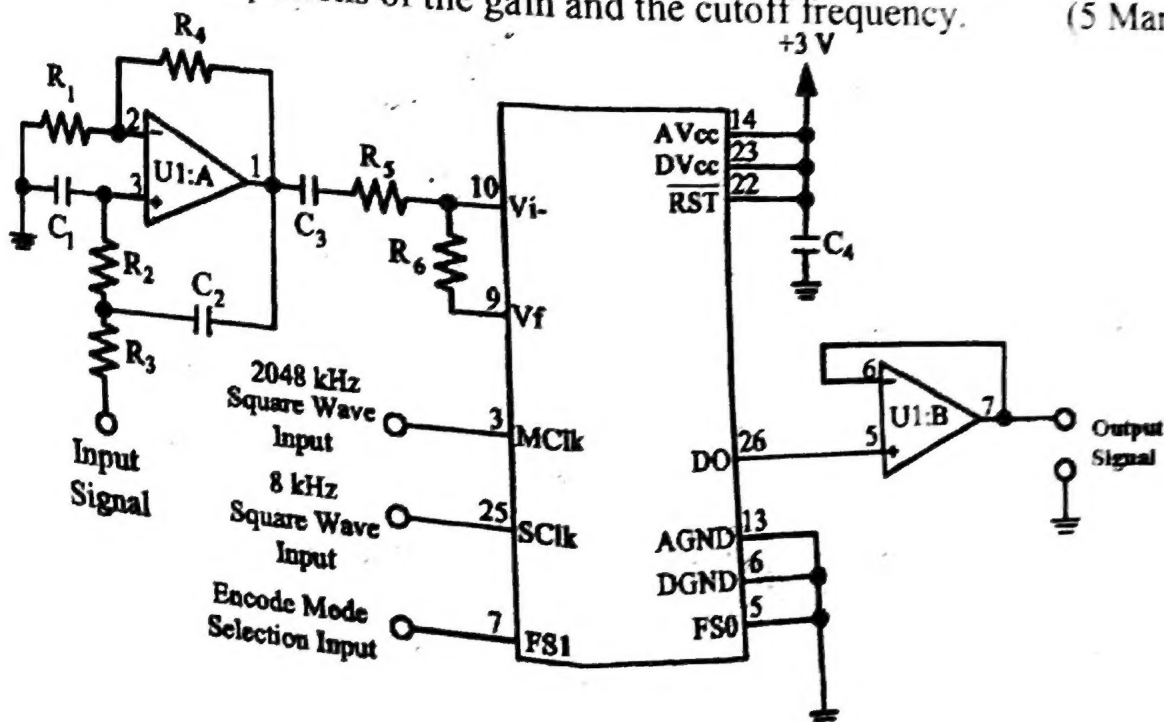 of the gain and the cutoff frequency. (5 Mar
+3 V
R4
R1
2
U1:A
1
3
C1
R2
C2
R3
Input
Signal
C3
R5
R6
10
Vi-
9
Vf
2048 kHz
Square Wave
Input
3
MClk
8 kHz
Square Wave
Input
25
SClk
Encode Mode
Selection Input
7
FS1
AVcc
14
DVcc
23
RST
22
C4
DO
26
AGND
13
DGND
6
FS0
5
6
U1:B
7
5
Output
Signal